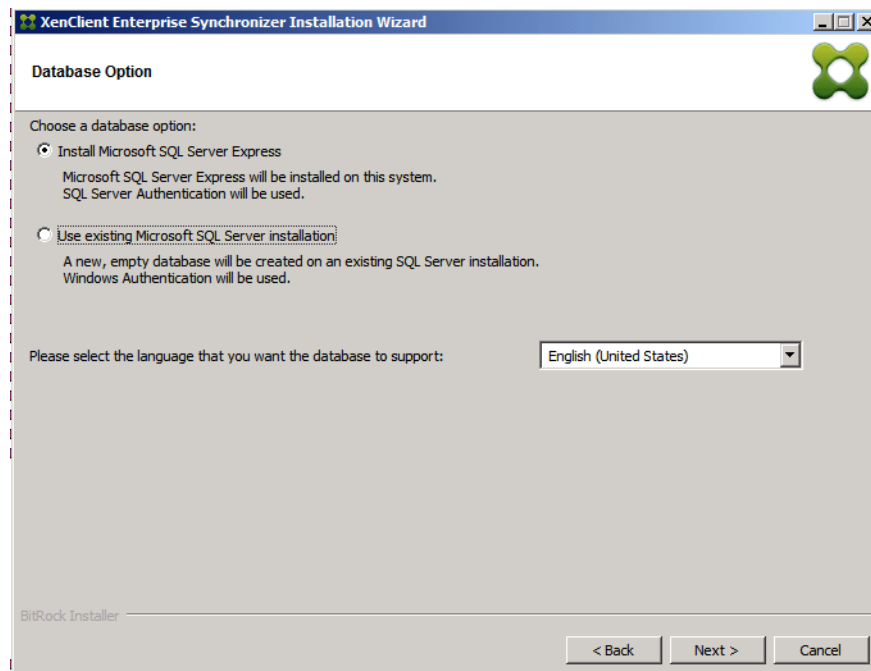 XenClient Enterprise Synchronizer Installation Wizard
Database Option
Choose a database option:
Install Microsoft SQL Server Express
Microsoft SQL Server Express will be installed on this system.
SQL Server Authentication will be used.
Use existing Microsoft SQL Server installation
A new, empty database will be created on an existing SQL Server installation.
Windows Authentication will be used.
Please select the language that you want the database to support: English (United States)
BitRock Installer
< Back Next > Cancel